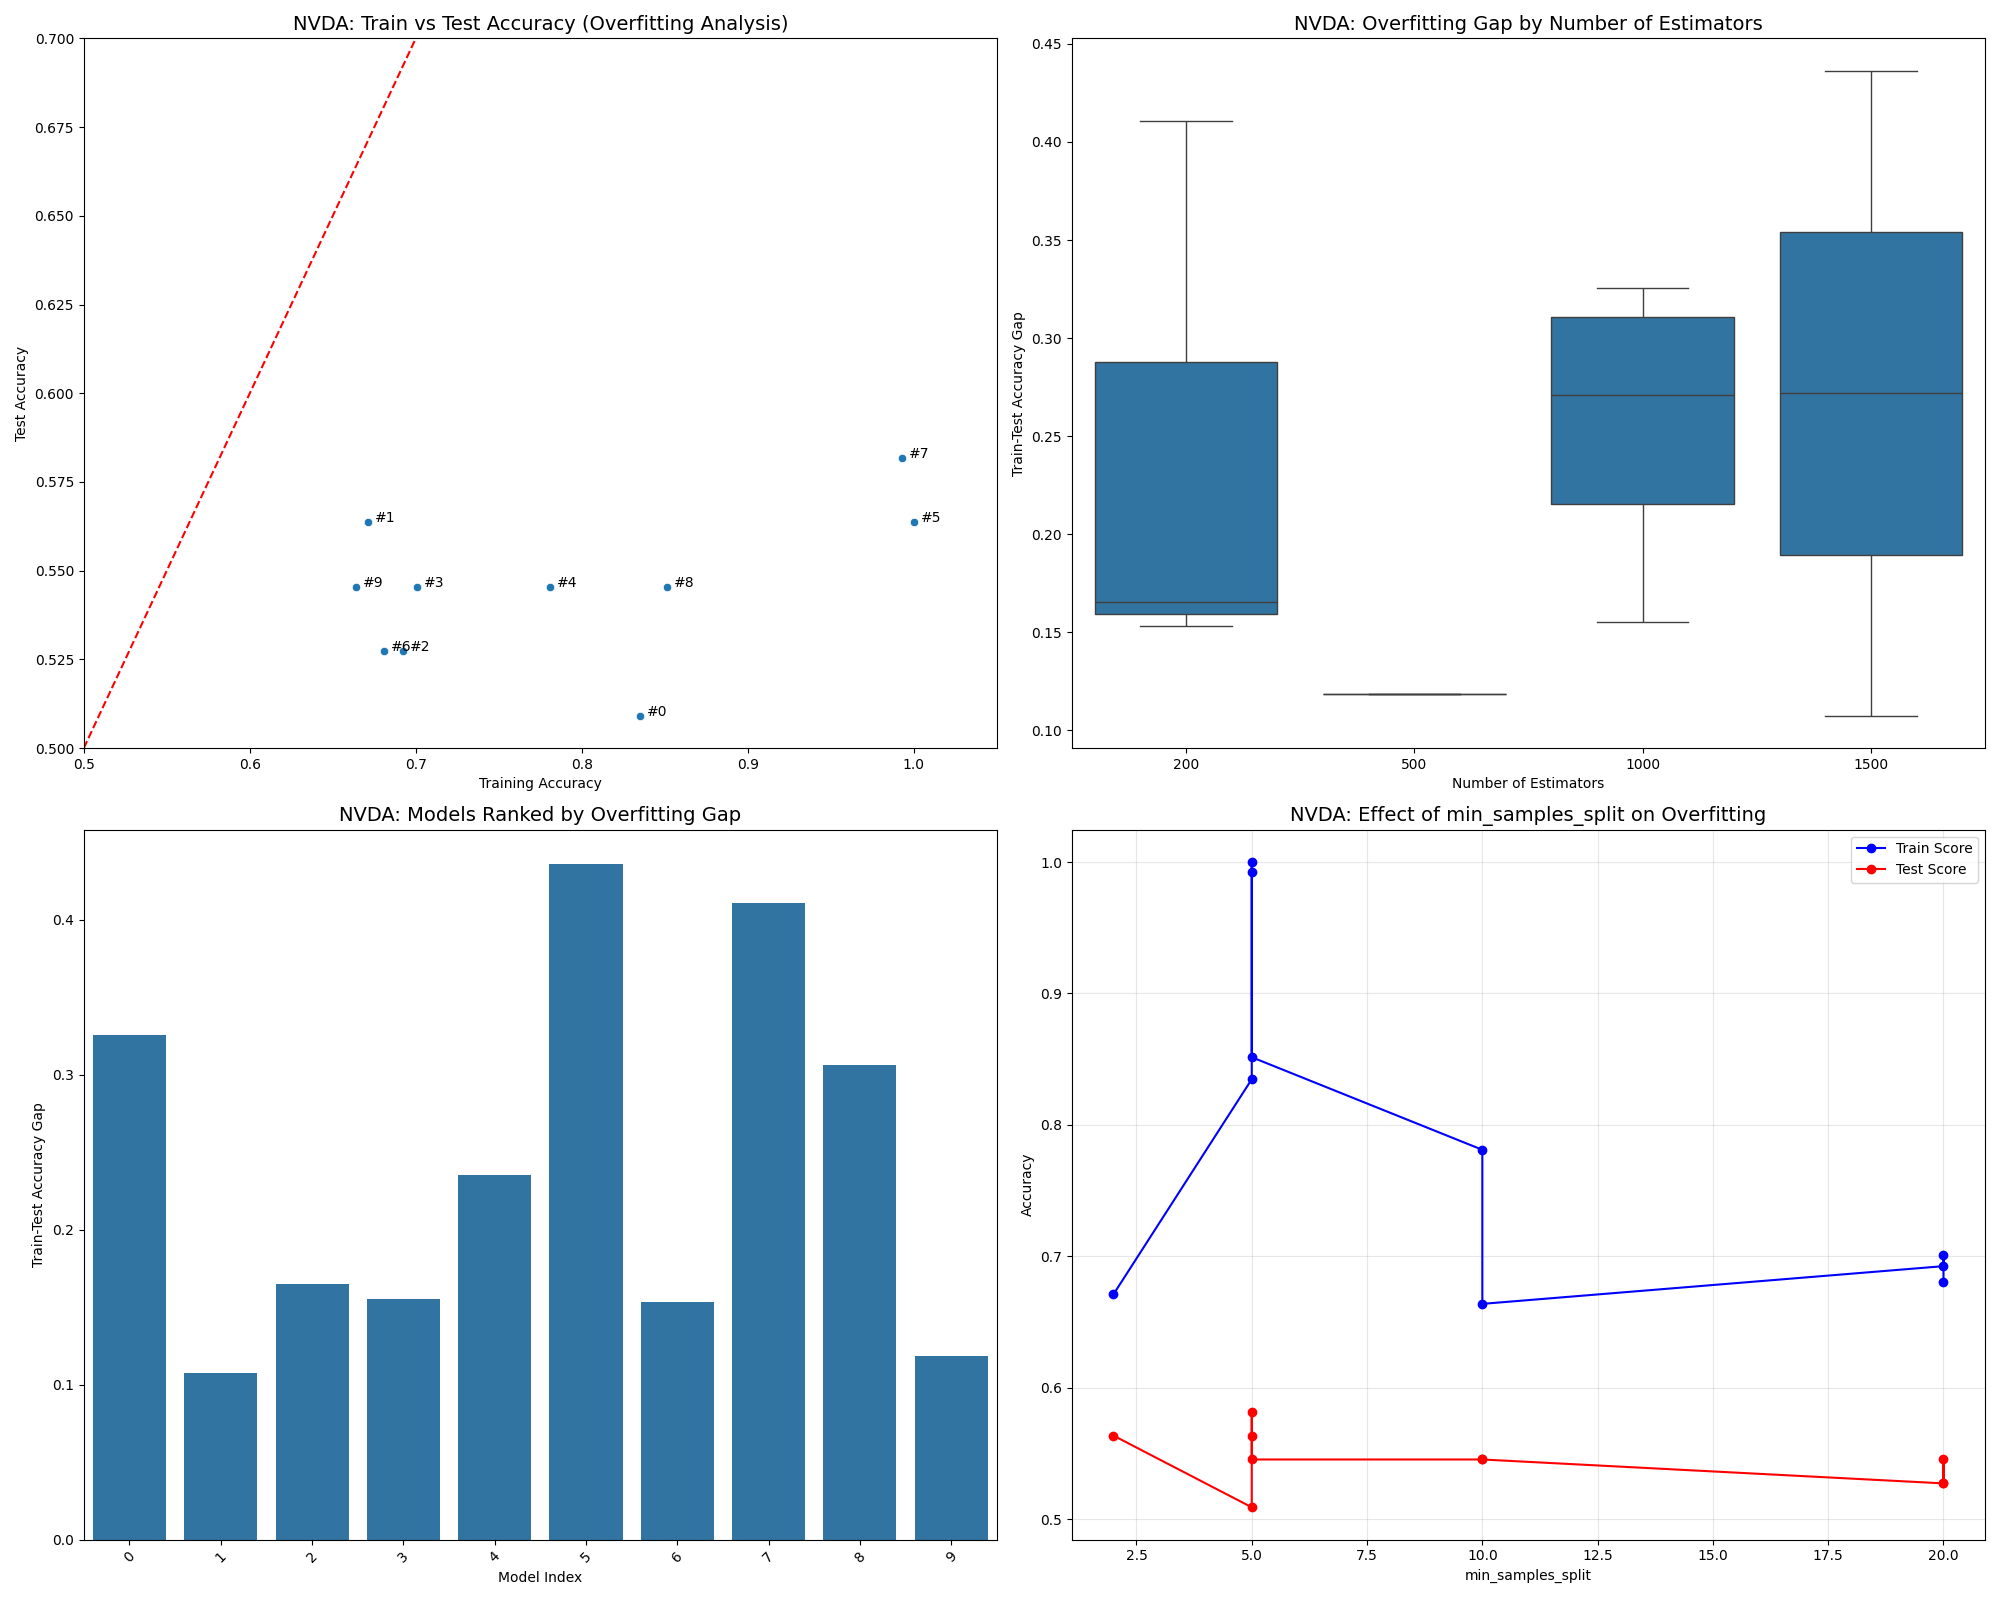 NVDA: Train vs Test Accuracy (Overfitting Analysis)
0.700
0.675
0.650
0.625
0.600
0.575
0.550
0.525
0.500
Test Accuracy
#7
#1
#5
#9
#3
#4
#8
#6
#2
#0
0.5 0.6 0.7 0.8 0.9 1.0
Training Accuracy
NVDA: Overfitting Gap by Number of Estimators
0.45
0.40
0.35
0.30
0.25
0.20
0.15
0.10
Train-Test Accuracy Gap
200 500 1000 1500
Number of Estimators
NVDA: Models Ranked by Overfitting Gap
0.4
0.3
0.2
0.1
0.0
Train-Test Accuracy Gap
0 1 2 3 4 5 6 7 8 9
Model Index
NVDA: Effect of min_samples_split on Overfitting
Train Score
Test Score
1.0
0.9
0.8
0.7
0.6
0.5
Accuracy
2.5 5.0 7.5 10.0 12.5 15.0 17.5 20.0
min_samples_split